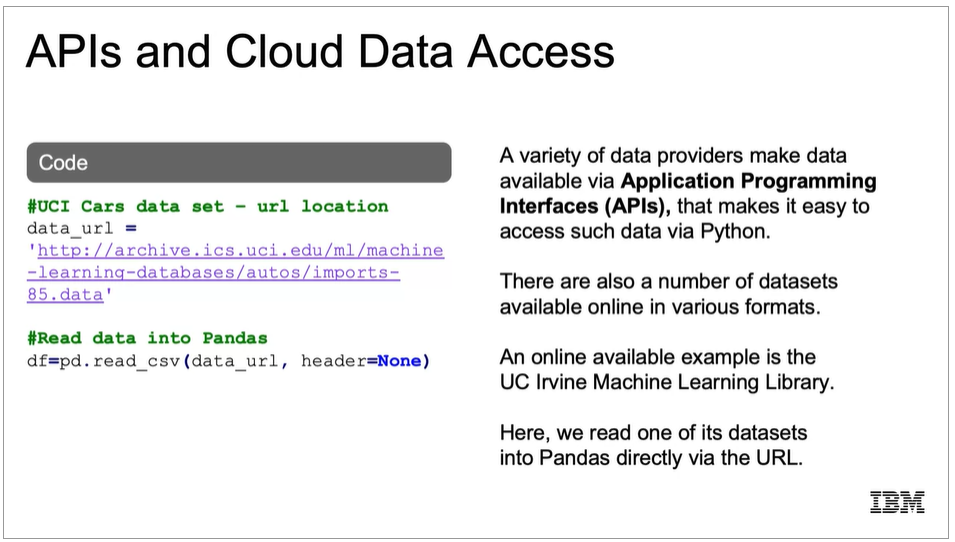 APIs and Cloud Data Access
Code
#UCI Cars data set – url location
data_url =
'http://archive.ics.uci.edu/ml/machine
-learning-databases/autos/imports-
85.data'
#Read data into Pandas
df=pd.read_csv(data_url, header=None)
A variety of data providers make data
available via Application Programming
Interfaces (APIs), that makes it easy to
access such data via Python.
There are also a number of datasets
available online in various formats.
An online available example is the
UC Irvine Machine Learning Library.
Here, we read one of its datasets
into Pandas directly via the URL.
IBM